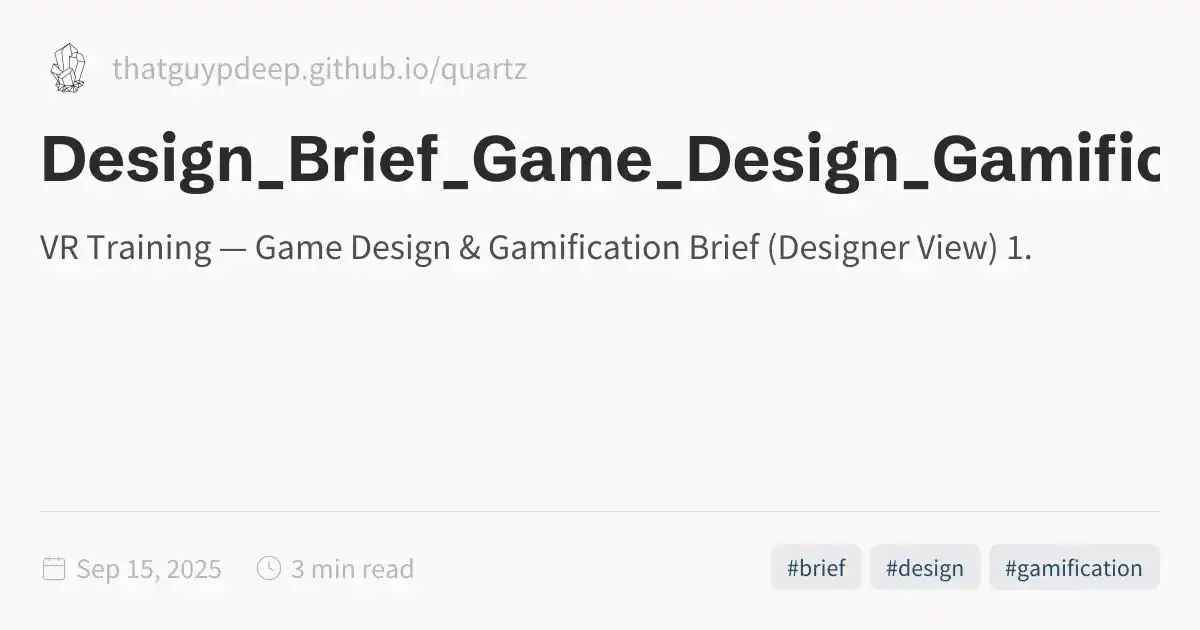 thatguypdeep.github.io/quartz
Design_Brief_Game_Design_Gamific
VR Training — Game Design & Gamification Brief (Designer View) 1.
Sep 15, 2025 3 min read #brief #design #gamification